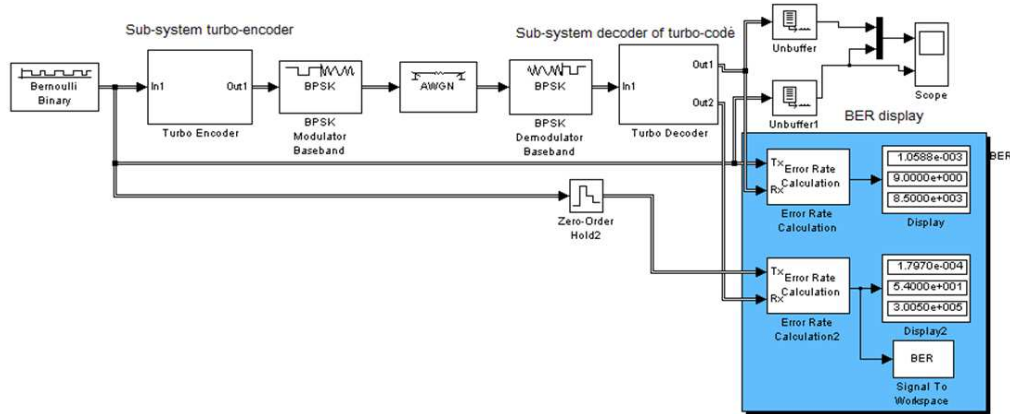 Sub-system turbo-encoder
Sub-system decoder of turbo-code
Bernoulli
Binary
In1
Out1
Turbo Encoder
BPSK
BPSK
Modulator
Baseband
AWGN
BPSK
BPSK
Demodulator
Baseband
In1
Out1
Out2
Turbo Decoder
Unbuffer
Unbuffer1
Scope
BER display
BER
Tx
Rx
Error Rate
Calculation
Error Rate
Calculation
1.0588e-003
9.0000e+000
8.5000e+003
Display
Zero-Order
Hold2
Tx
Rx
Error Rate
Calculation
Error Rate
Calculation2
1.7970e-004
5.4000e+001
3.0050e+005
Display2
BER
Signal To
Workspace